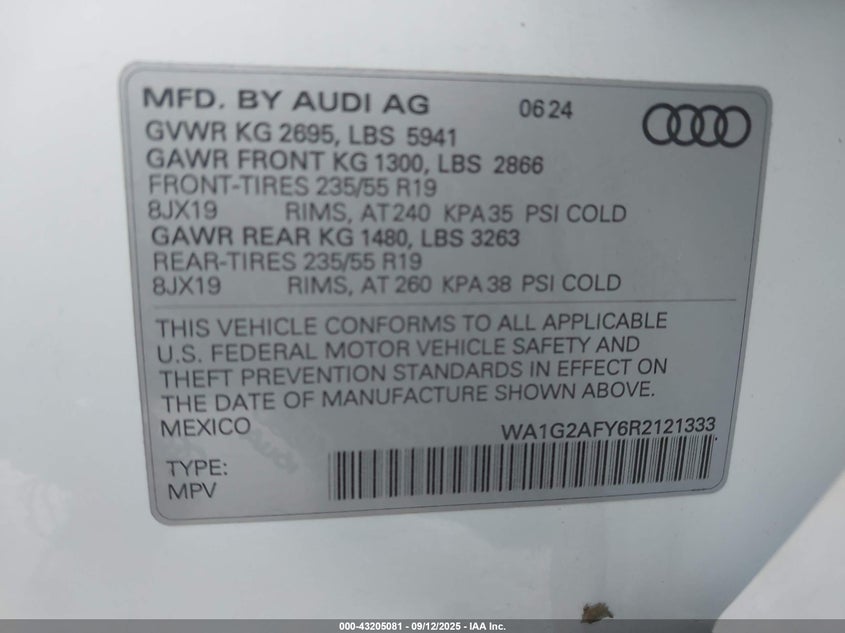 MFD. BY AUDI AG 0624
GVWR KG 2695, LBS 5941
GAWR FRONT KG 1300, LBS 2866
FRONT-TIRES 235/55 R19
8JX19 RIMS, AT 240 KPA 35 PSI COLD
GAWR REAR KG 1480, LBS 3263
REAR-TIRES 235/55 R19
8JX19 RIMS, AT 260 KPA 38 PSI COLD
THIS VEHICLE CONFORMS TO ALL APPLICABLE
U.S. FEDERAL MOTOR VEHICLE SAFETY AND
THEFT PREVENTION STANDARDS IN EFFECT ON
THE DATE OF MANUFACTURE SHOWN ABOVE.
MEXICO WA1G2AFY6R2121333
TYPE:
MPV
000-43205081 - 09/12/2025 - IAA Inc.